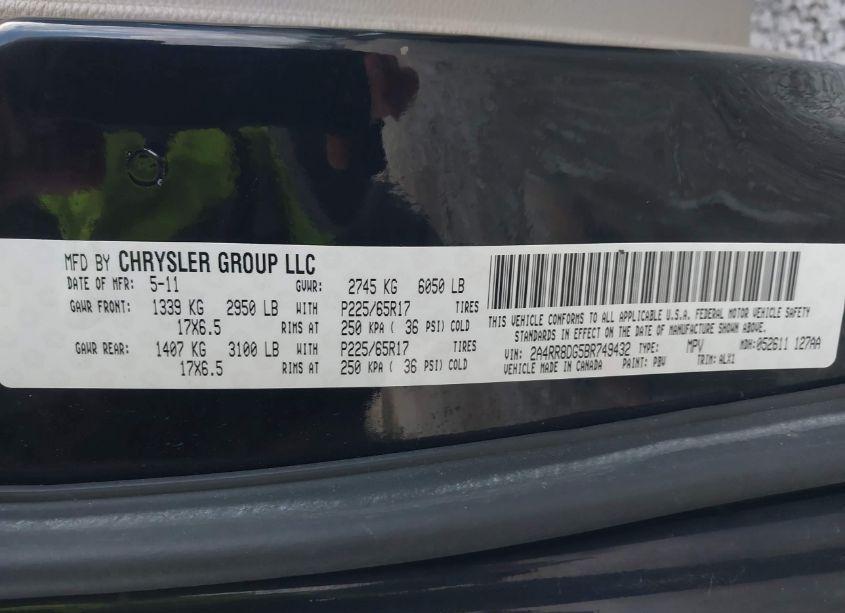 MFD BY CHRYSLER GROUP LLC
DATE OF MFR: 5-11 GVWR: 2745 KG 6050 LB
GAWR FRONT: 1339 KG 2950 LB WITH P225/65R17 TIRES
17X6.5 RIMS AT 250 KPA ( 36 PSI) COLD
GAWR REAR: 1407 KG 3100 LB WITH P225/65R17 TIRES
17X6.5 RIMS AT 250 KPA ( 36 PSI) COLD
THIS VEHICLE CONFORMS TO ALL APPLICABLE U.S.A. FEDERAL MOTOR VEHICLE SAFETY
STANDARDS IN EFFECT ON THE DATE OF MANUFACTURE SHOWN ABOVE.
VIN: 2A4RR8DG5BR749432 TYPE: MPV MDH:052611 127AA
VEHICLE MADE IN CANADA PAINT: PBV TRIM: ALX1